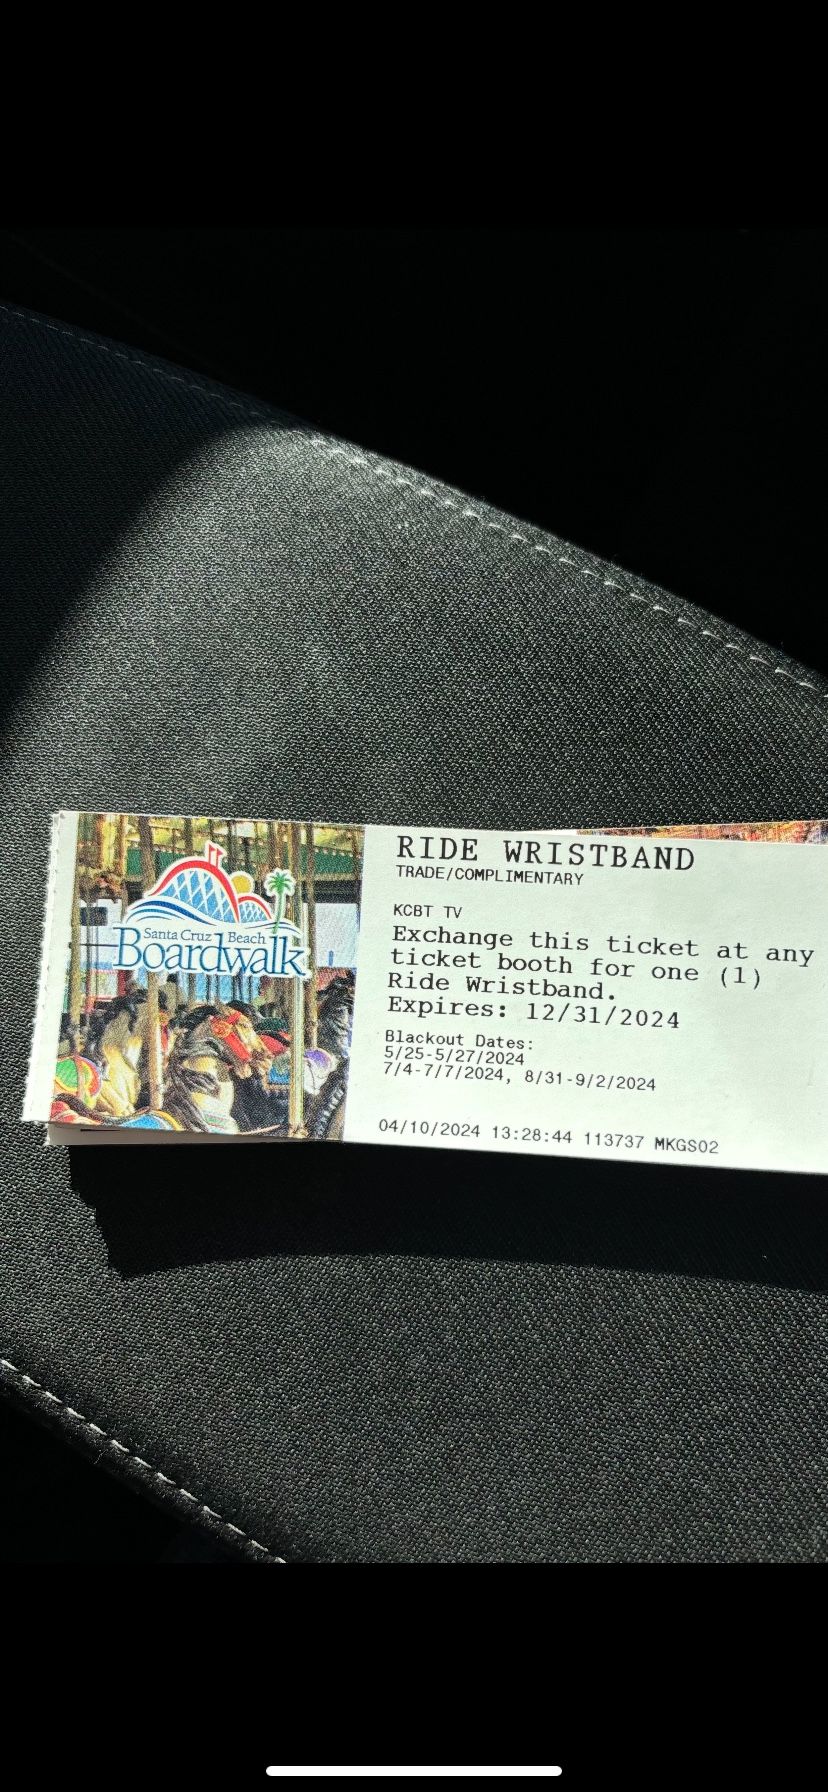 Santa Cruz Beach
Boardwalk
RIDE WRISTBAND
TRADE/COMPLIMENTARY
KCBT TV
Exchange this ticket at any
ticket booth for one (1)
Ride Wristband.
Expires: 12/31/2024
Blackout Dates:
5/25-5/27/2024
7/4-7/7/2024, 8/31-9/2/2024
04/10/2024 13:28:44 113737 MKGS02